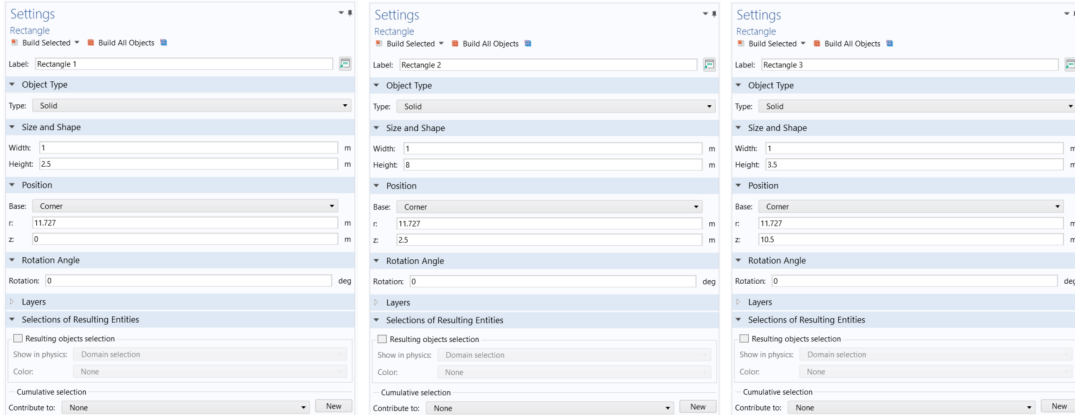 Settings
Rectangle
Build Selected Build All Objects
Label: Rectangle 1
Object Type
Type: Solid
Size and Shape
Width: 1 m
Height: 2.5 m
Position
Base: Corner
r: 11.727 m
z: 0 m
Rotation Angle
Rotation: 0 deg
Layers
Selections of Resulting Entities
Resulting objects selection
Show in physics: Domain selection
Color: None
Cumulative selection
Contribute to: None New
Settings
Rectangle
Build Selected Build All Objects
Label: Rectangle 2
Object Type
Type: Solid
Size and Shape
Width: 1 m
Height: 8 m
Position
Base: Corner
r: 11.727 m
z: 2.5 m
Rotation Angle
Rotation: 0 deg
Layers
Selections of Resulting Entities
Resulting objects selection
Show in physics: Domain selection
Color: None
Cumulative selection
Contribute to: None New
Settings
Rectangle
Build Selected Build All Objects
Label: Rectangle 3
Object Type
Type: Solid
Size and Shape
Width: 1 m
Height: 3.5 m
Position
Base: Corner
r: 11.727 m
z: 10.5 m
Rotation Angle
Rotation: 0 deg
Layers
Selections of Resulting Entities
Resulting objects selection
Show in physics: Domain selection
Color: None
Cumulative selection
Contribute to: None New